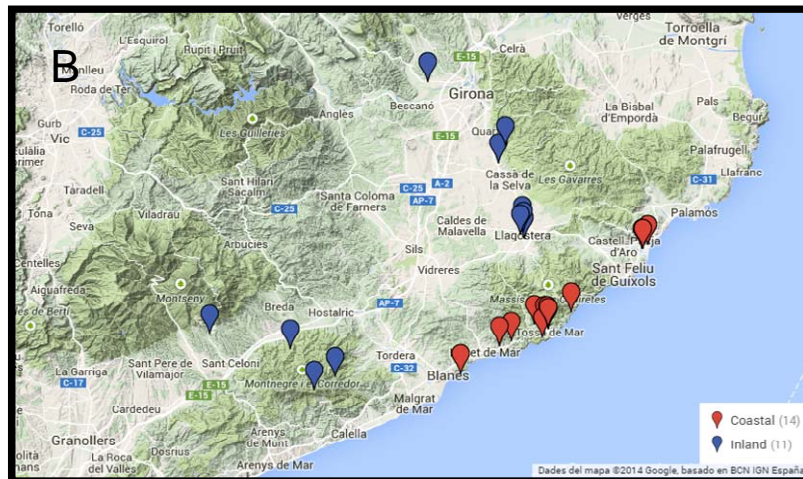 B
Torelló
L'Esquirol
Rupit i Pruit
Manlleu
Roda de Ter
Gurb
Vic
C-25
Taradell
Tona
Seva
Viladrau
Centelles
Aiguafreda
Montseny
La Garriga
C-17
Cardedeu
Granollers
La Roca
del Vallès
Les Guilleries
Anglès
Sant Hilari
Sacalm
C-25
Arbúcies
Santa Coloma
de Farners
Breda
Hostalric
AP-7
Sant Pere de
Vilamajor
Sant Celoni
E-15
E-15
Montnegre i el Corredor
Dosrius
Arenys
de Munt
Arenys de Mar
Calella
Tordera
C-32
Malgrat
de Mar
Blanes
et de Mar
Tossa de Mar
E-15
Celrà
Verges
Torroella
de Montgrí
Bescanó
Girona
E-15
Quar
Cassà de
la Selva
Les Gavarres
C-25
A-2
AP-7
Caldes de
Malavella
Llagostera
Sils
Vidreres
La Bisbal
d'Empordà
Pals
Begur
Palafrugell
Llafranc
C-31
Palamós
Castell-Platja
d'Aro
Sant Feliu
de Guíxols
Coastal (14)
Inland (11)
Dades del mapa ©2014 Google, basado en BCN IGN España